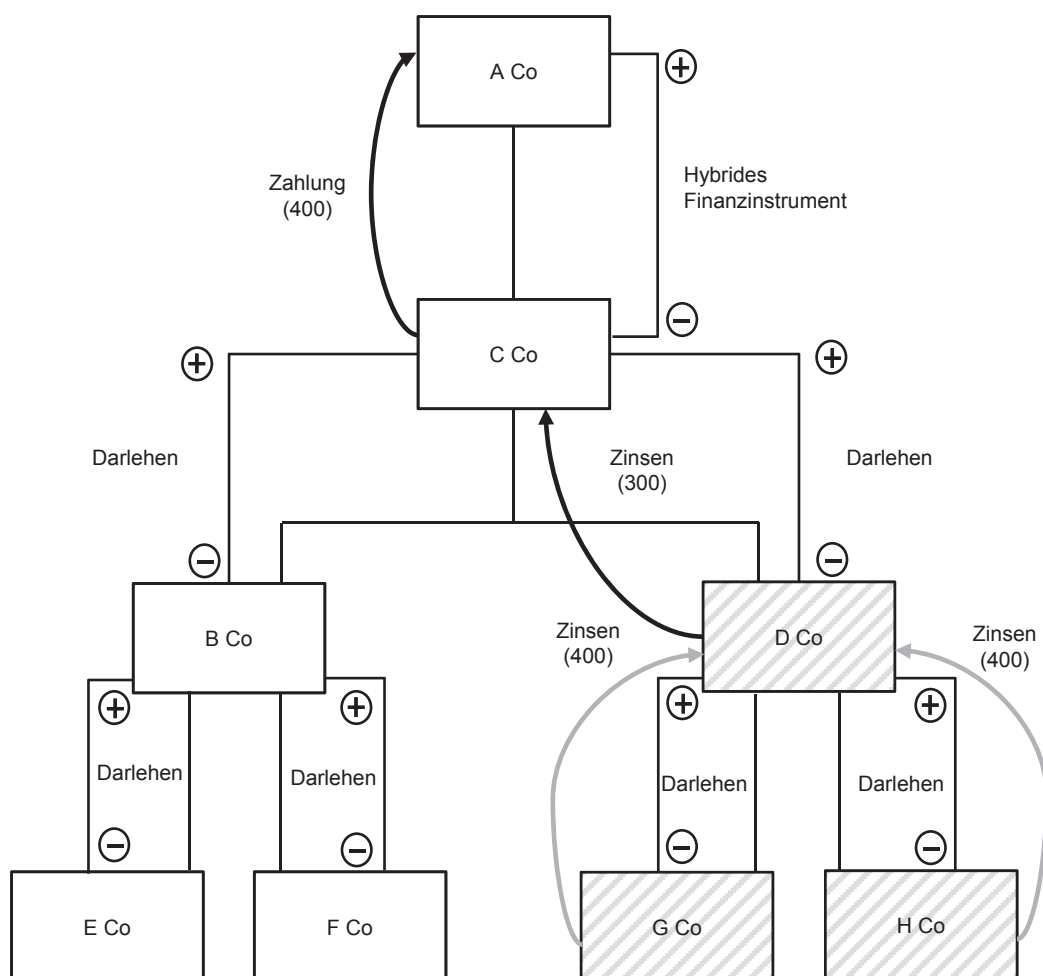 A Co
Zahlung
(400)
Hybrides
Finanzinstrument
C Co
Darlehen
Zinsen
(300)
Darlehen
B Co
Zinsen
(400)
D Co
Zinsen
(400)
Darlehen
Darlehen
Darlehen
Darlehen
E Co
F Co
G Co
H Co